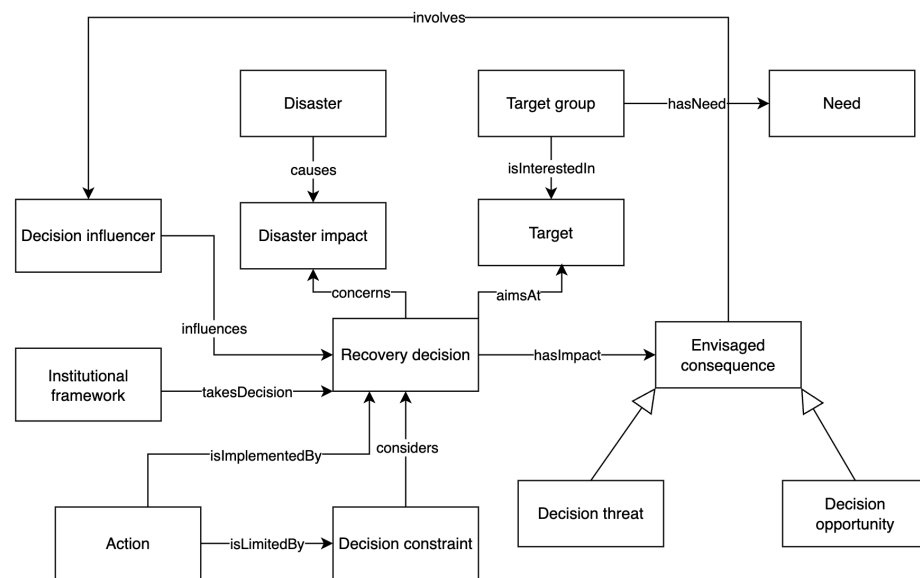 involves
Disaster
Target group
hasNeed
Need
causes
isInterestedIn
Decision influencer
Disaster impact
Target
concerns
aimsAt
influences
Recovery decision
hasImpact
Envisaged
consequence
Institutional
framework
takesDecision
isImplementedBy
considers
Decision threat
Decision
opportunity
Action
isLimitedBy
Decision constraint